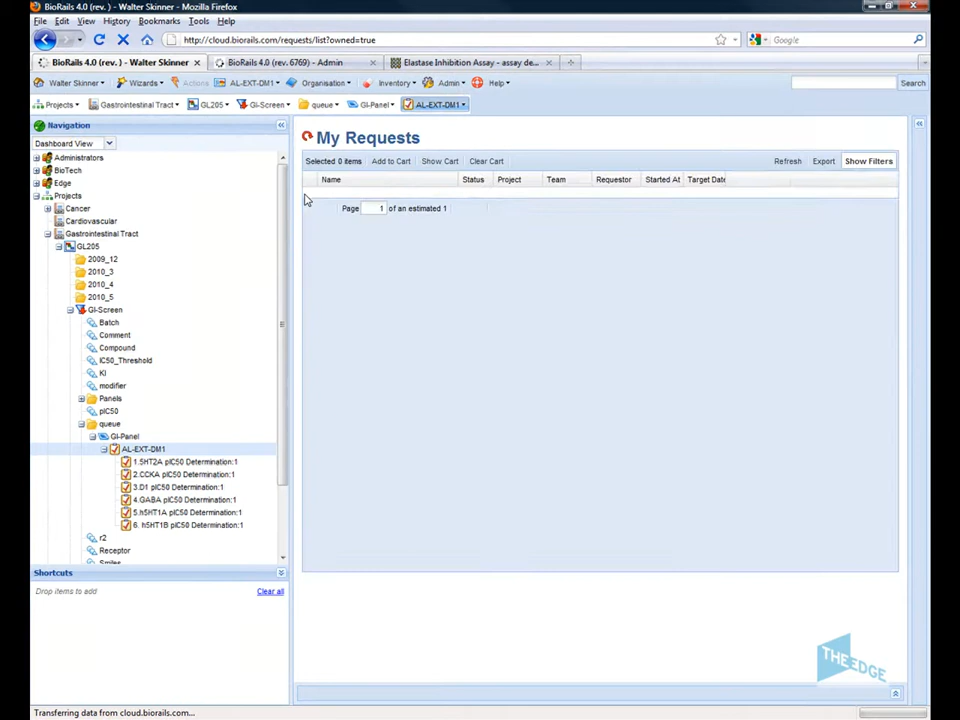 BioRails 4.0 (rev. ) - Walter Skinner - Mozilla Firefox
File Edit View History Bookmarks Tools Help
http://cloud.biorails.com/requests/list?owned=true
Google
BioRails 4.0 (rev. ) - Walter Skinner
BioRails 4.0 (rev. 6769) - Admin
Elastase Inhibition Assay - assay de...
Walter Skinner Wizards Actions AL-EXT-DM1 Organisation Inventory Admin Help Search
Projects Gastrointestinal Tract GL205 GI-Screen queue GI-Panel AL-EXT-DM1
Navigation
Dashboard View
Administrators
BioTech
Edge
Projects
Cancer
Cardiovascular
Gastrointestinal Tract
GL205
2009_12
2010_3
2010_4
2010_5
GI-Screen
Batch
Comment
Compound
IC50_Threshold
KI
modifier
Panels
pIC50
queue
GI-Panel
AL-EXT-DM1
1.5HT2A pIC50 Determination:1
2.CCKA pIC50 Determination:1
3.D1 pIC50 Determination:1
4.GABA pIC50 Determination:1
5.h5HT1A pIC50 Determination:1
6. h5HT1B pIC50 Determination:1
r2
Receptor
Smiles
Shortcuts
Drop items to add Clear all
My Requests
Selected 0 items Add to Cart Show Cart Clear Cart Refresh Export Show Filters
Name Status Project Team Requestor Started At Target Date
Page 1 of an estimated 1
THE EDGE
Transferring data from cloud.biorails.com...